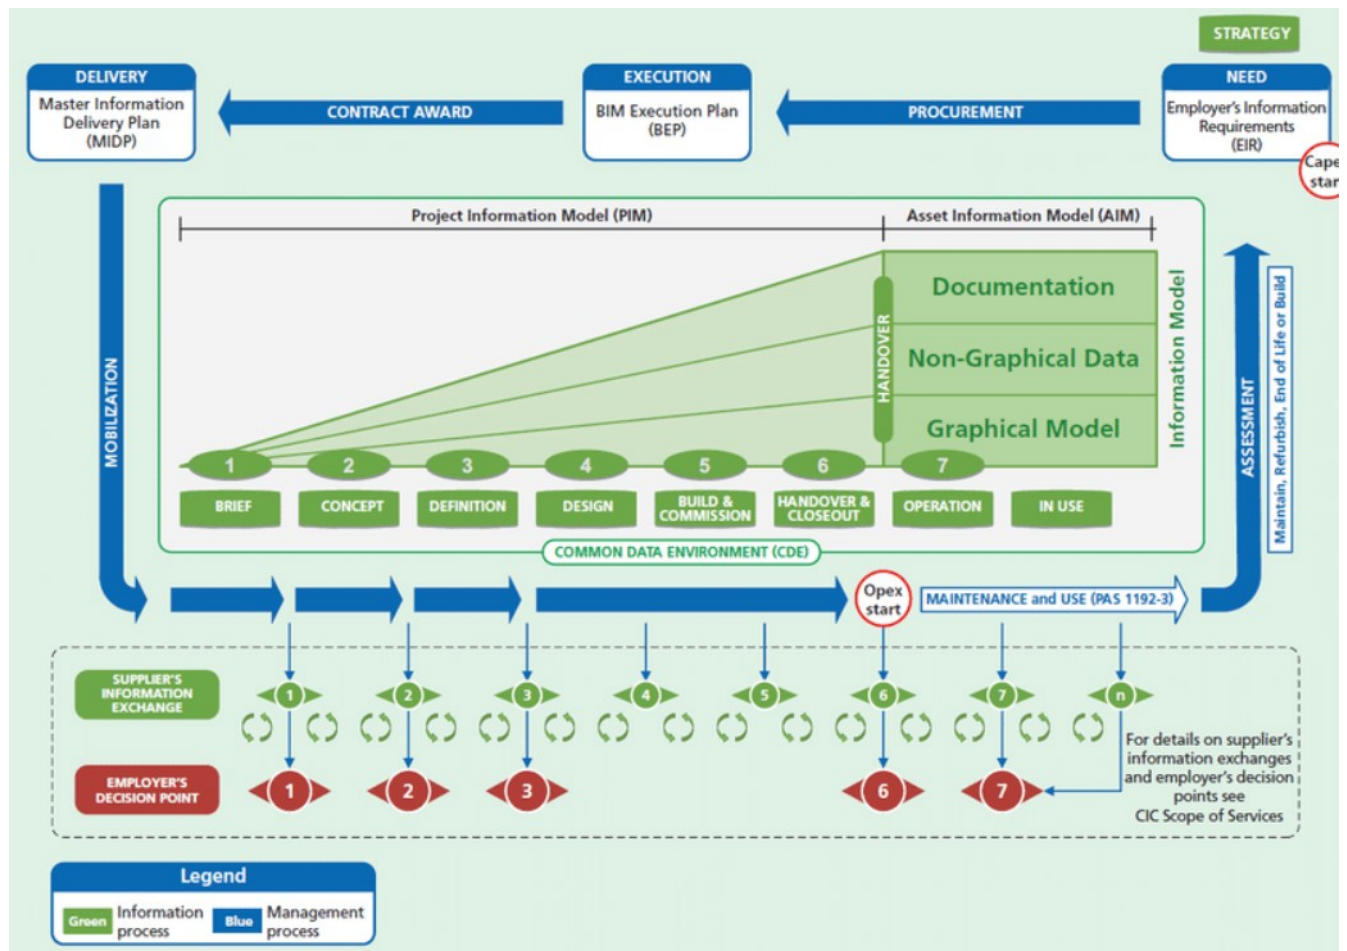 STRATEGY
DELIVERY
Master Information
Delivery Plan
(MIDP)
CONTRACT AWARD
EXECUTION
BIM Execution Plan
(BEP)
PROCUREMENT
NEED
Employer's Information
Requirements
(EIR)
Cape
star
MOBILIZATION
Project Information Model (PIM)
Asset Information Model (AIM)
HANDOVER
Documentation
Non-Graphical Data
Graphical Model
Information Model
1 2 3 4 5 6 7
BRIEF
CONCEPT
DEFINITION
DESIGN
BUILD &
COMMISSION
HANDOVER &
CLOSEOUT
OPERATION
IN USE
COMMON DATA ENVIRONMENT (CDE)
ASSESSMENT
Maintain, Refurbish, End of Life or Build
Opex
start
MAINTENANCE and USE (PAS 1192-3)
SUPPLIER'S
INFORMATION
EXCHANGE
1 2 3 4 5 6 7 n
For details on supplier's
information exchanges
and employer's decision
points see
CIC Scope of Services
EMPLOYER'S
DECISION POINT
1 2 3 6 7
Legend
Green
Information
process
Blue
Management
process